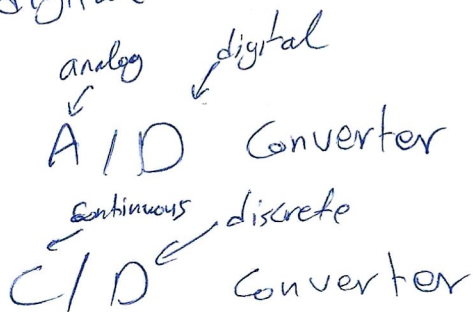 analog digital
A/D Converter
Continuous discrete
C/D Converter